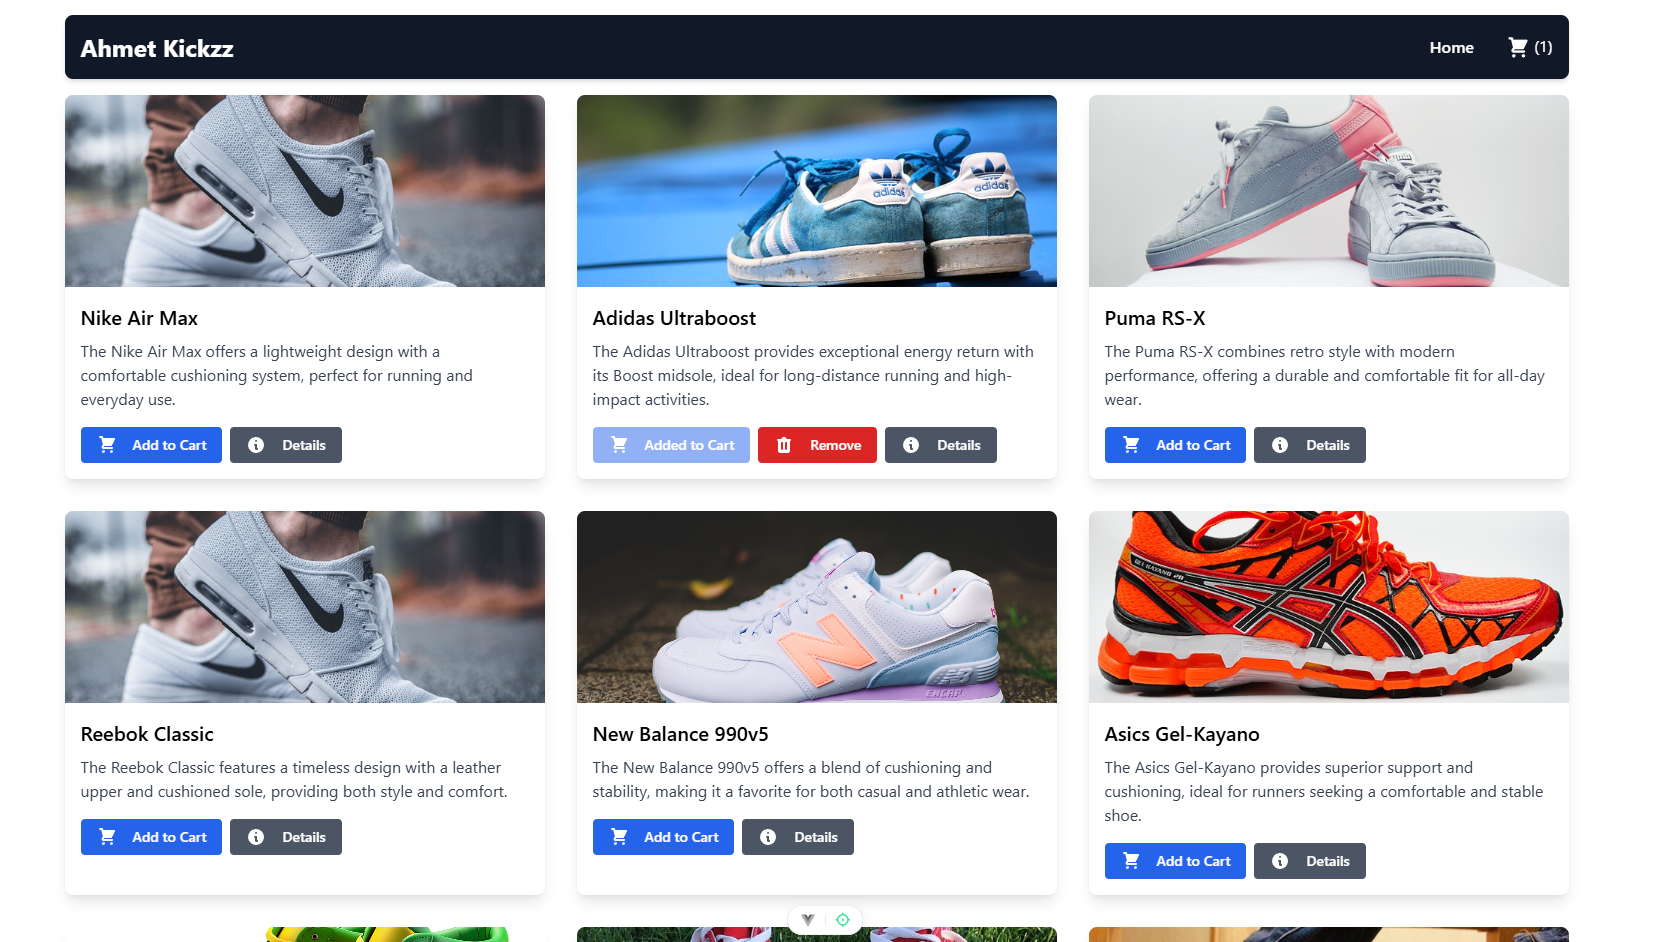 Ahmet Kickzz
Home
(1)
adidas
adidas
Nike Air Max
The Nike Air Max offers a lightweight design with a
comfortable cushioning system, perfect for running and
everyday use.
Add to Cart
Details
Adidas Ultraboost
The Adidas Ultraboost provides exceptional energy return with
its Boost midsole, ideal for long-distance running and high-
impact activities.
Added to Cart
Remove
Details
Puma RS-X
The Puma RS-X combines retro style with modern
performance, offering a durable and comfortable fit for all-day
wear.
Add to Cart
Details
N
GEL-KAYANO 20
Reebok Classic
The Reebok Classic features a timeless design with a leather
upper and cushioned sole, providing both style and comfort.
Add to Cart
Details
New Balance 990v5
The New Balance 990v5 offers a blend of cushioning and
stability, making it a favorite for both casual and athletic wear.
Add to Cart
Details
Asics Gel-Kayano
The Asics Gel-Kayano provides superior support and
cushioning, ideal for runners seeking a comfortable and stable
shoe.
Add to Cart
Details